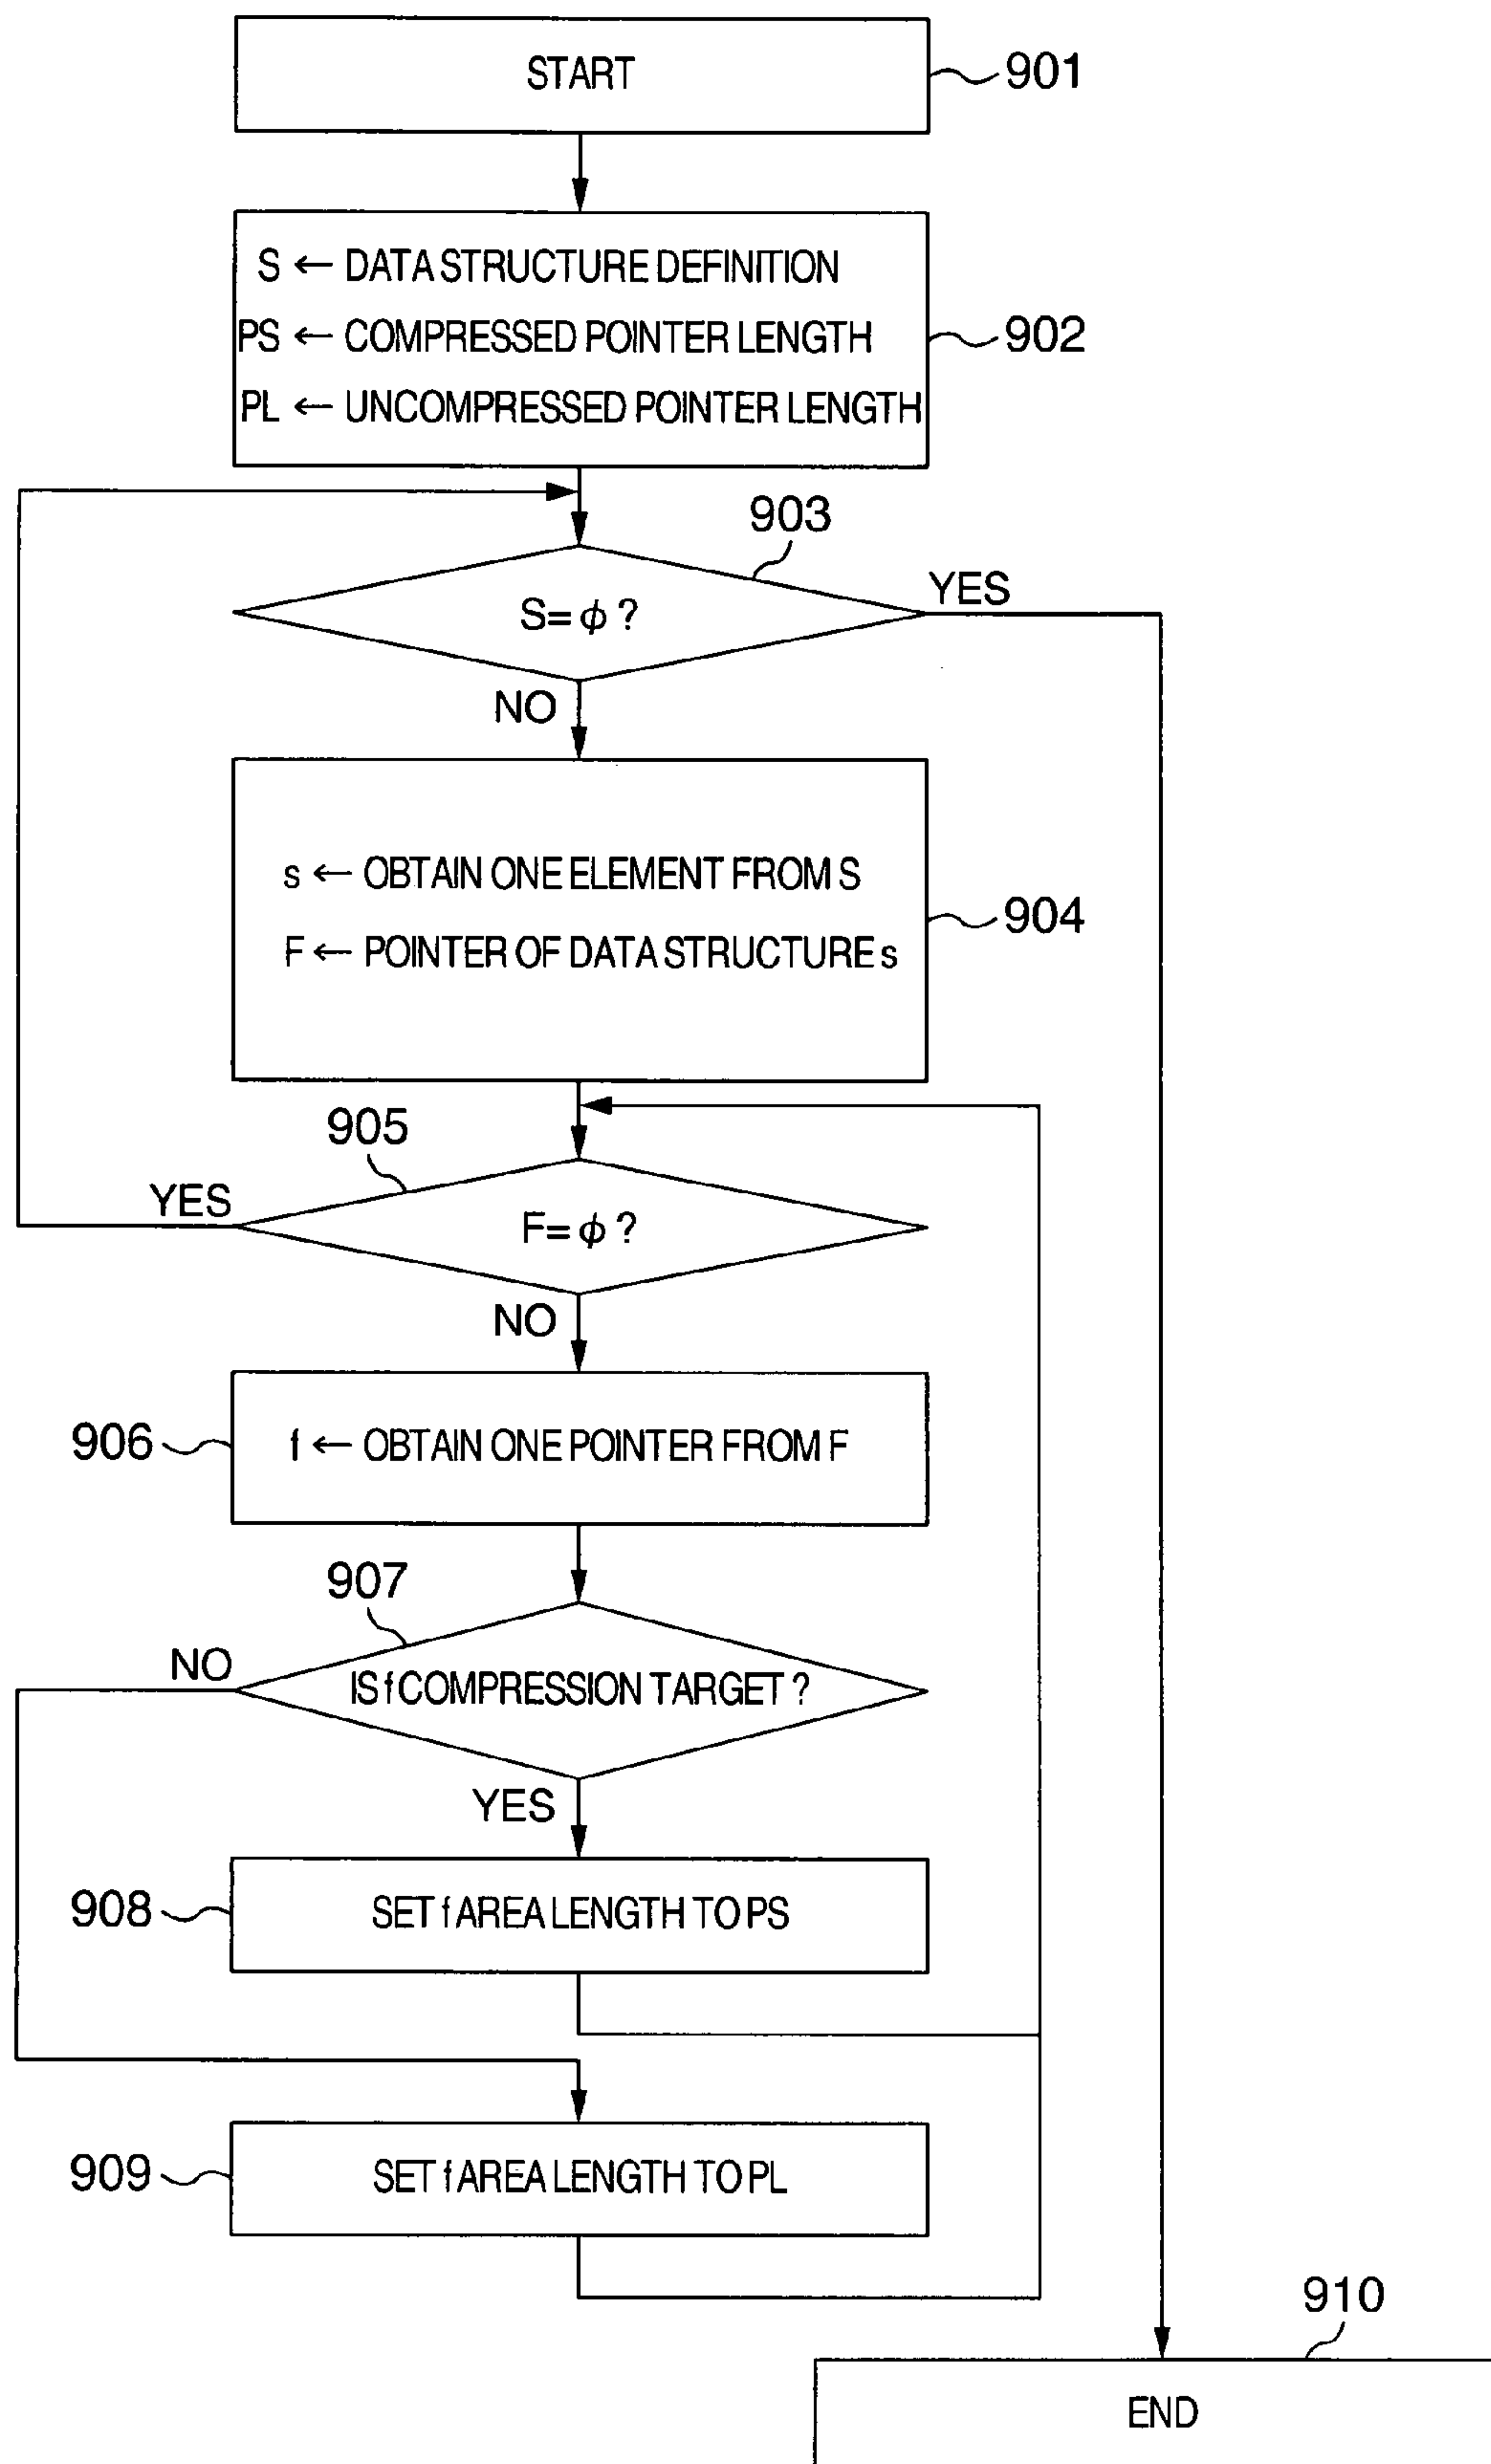 START
901
S ← DATA STRUCTURE DEFINITION
PS ← COMPRESSED POINTER LENGTH
PL ← UNCOMPRESSED POINTER LENGTH
902
903
S=φ?
YES
NO
s ← OBTAIN ONE ELEMENT FROM S
F ← POINTER OF DATA STRUCTURE s
904
905
YES
F=φ?
NO
906
f ← OBTAIN ONE POINTER FROM F
907
NO
IS f COMPRESSION TARGET ?
YES
908
SET f AREA LENGTH TO PS
909
SET f AREA LENGTH TO PL
910
END